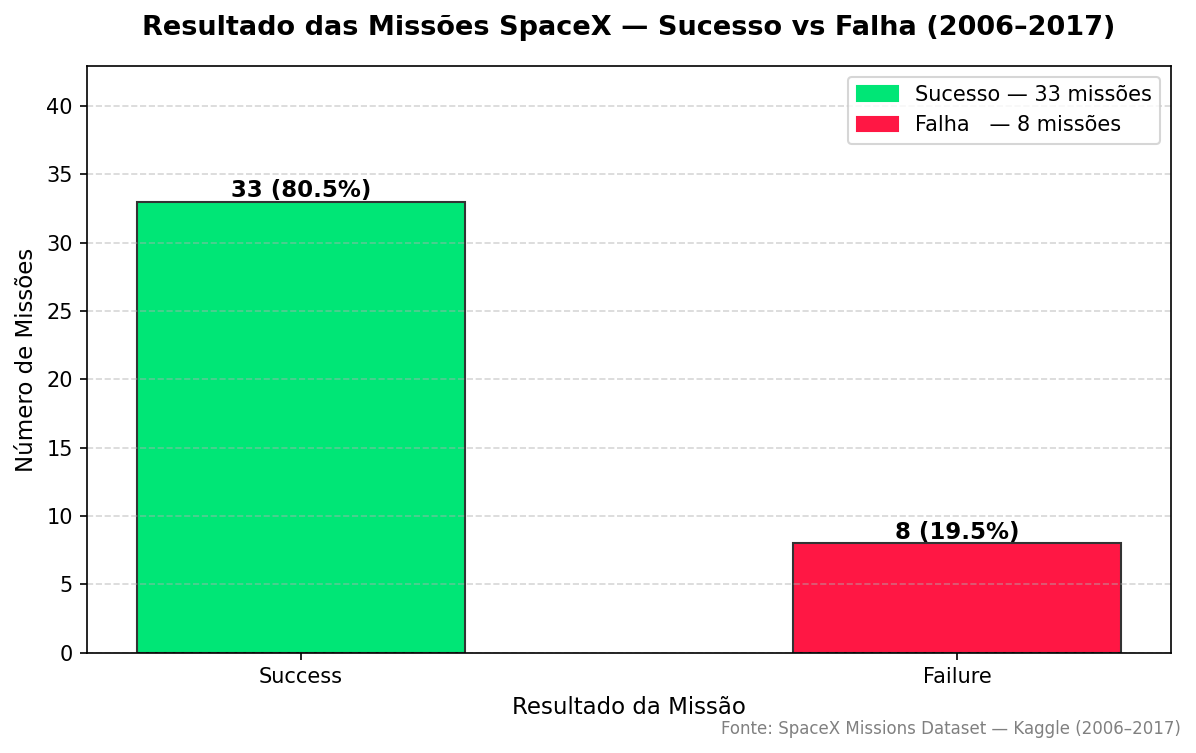 Resultado das Missões SpaceX — Sucesso vs Falha (2006–2017)
Sucesso — 33 missões
Falha — 8 missões
Número de Missões
40
35
30
25
20
15
10
5
0
33 (80.5%)
8 (19.5%)
Success
Failure
Resultado da Missão
Fonte: SpaceX Missions Dataset — Kaggle (2006–2017)